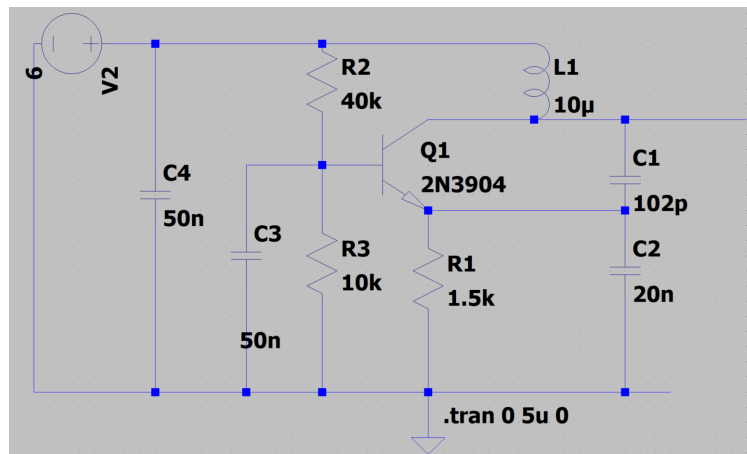 6
V2
R2
40k
L1
10µ
Q1
2N3904
C1
102p
C4
50n
C3
50n
R3
10k
R1
1.5k
C2
20n
.tran 0 5u 0